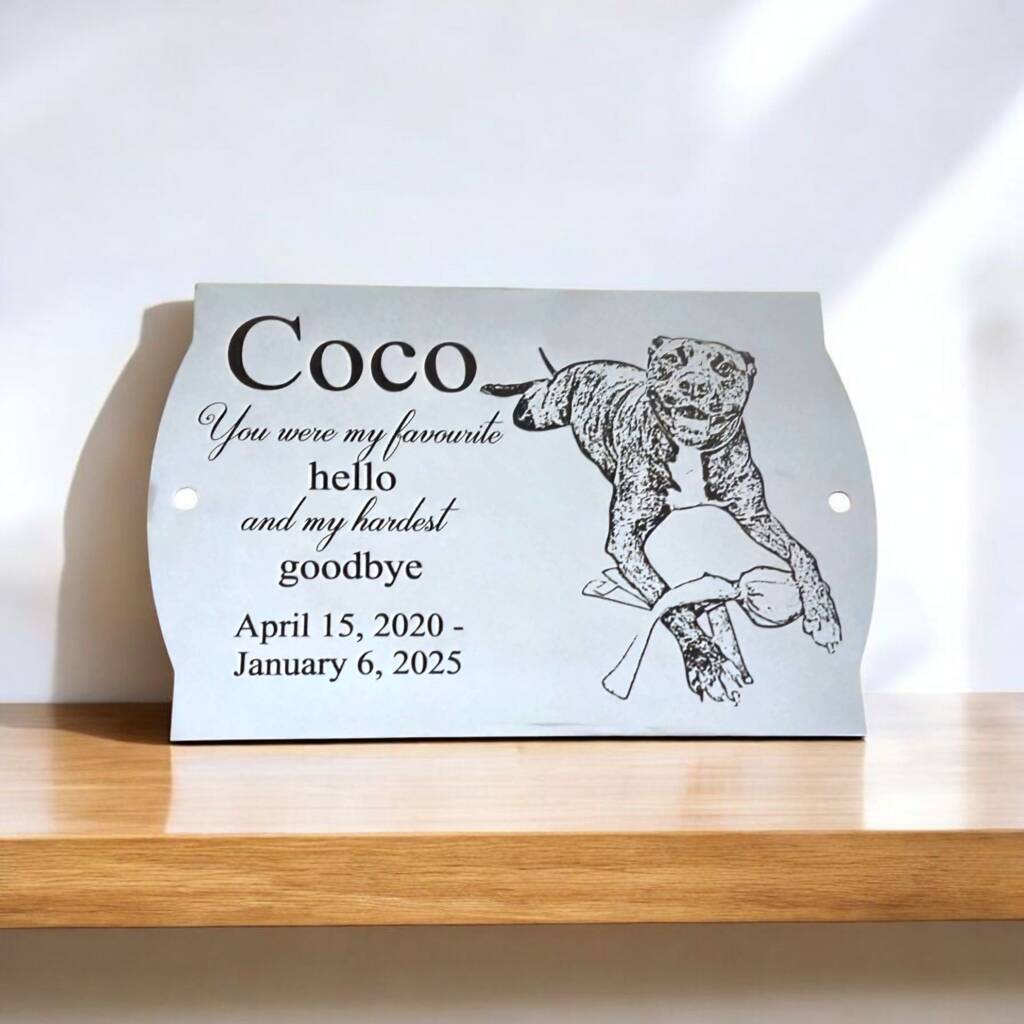 Coco
You were my favourite
hello
and my hardest
goodbye
April 15, 2020 -
January 6, 2025